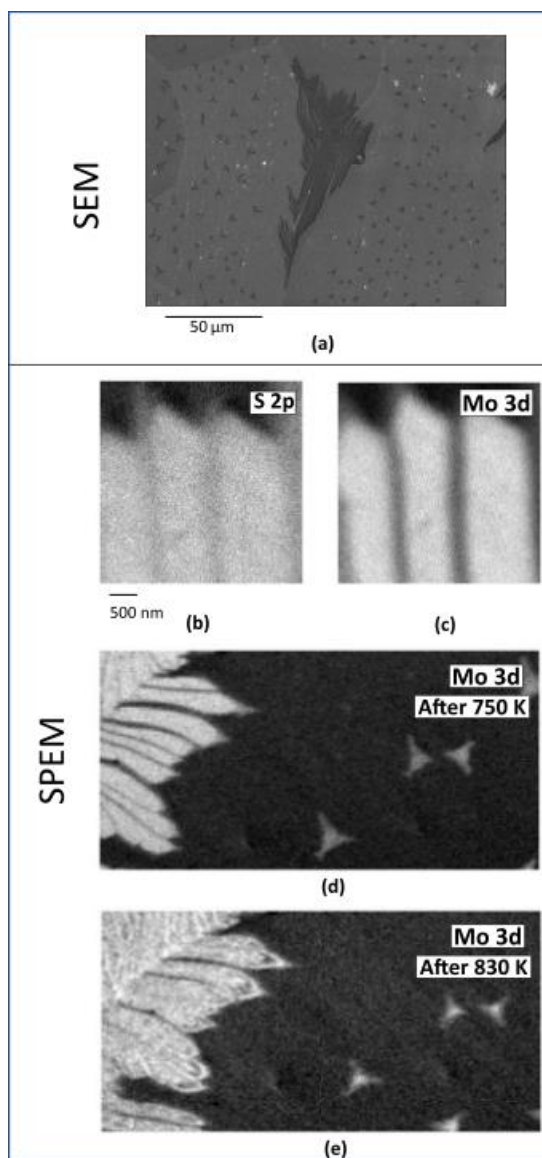 SEM
50 µm
(a)
S 2p
Mo 3d
500 nm
(b)
(c)
SPEM
Mo 3d
After 750 K
(d)
Mo 3d
After 830 K
(e)